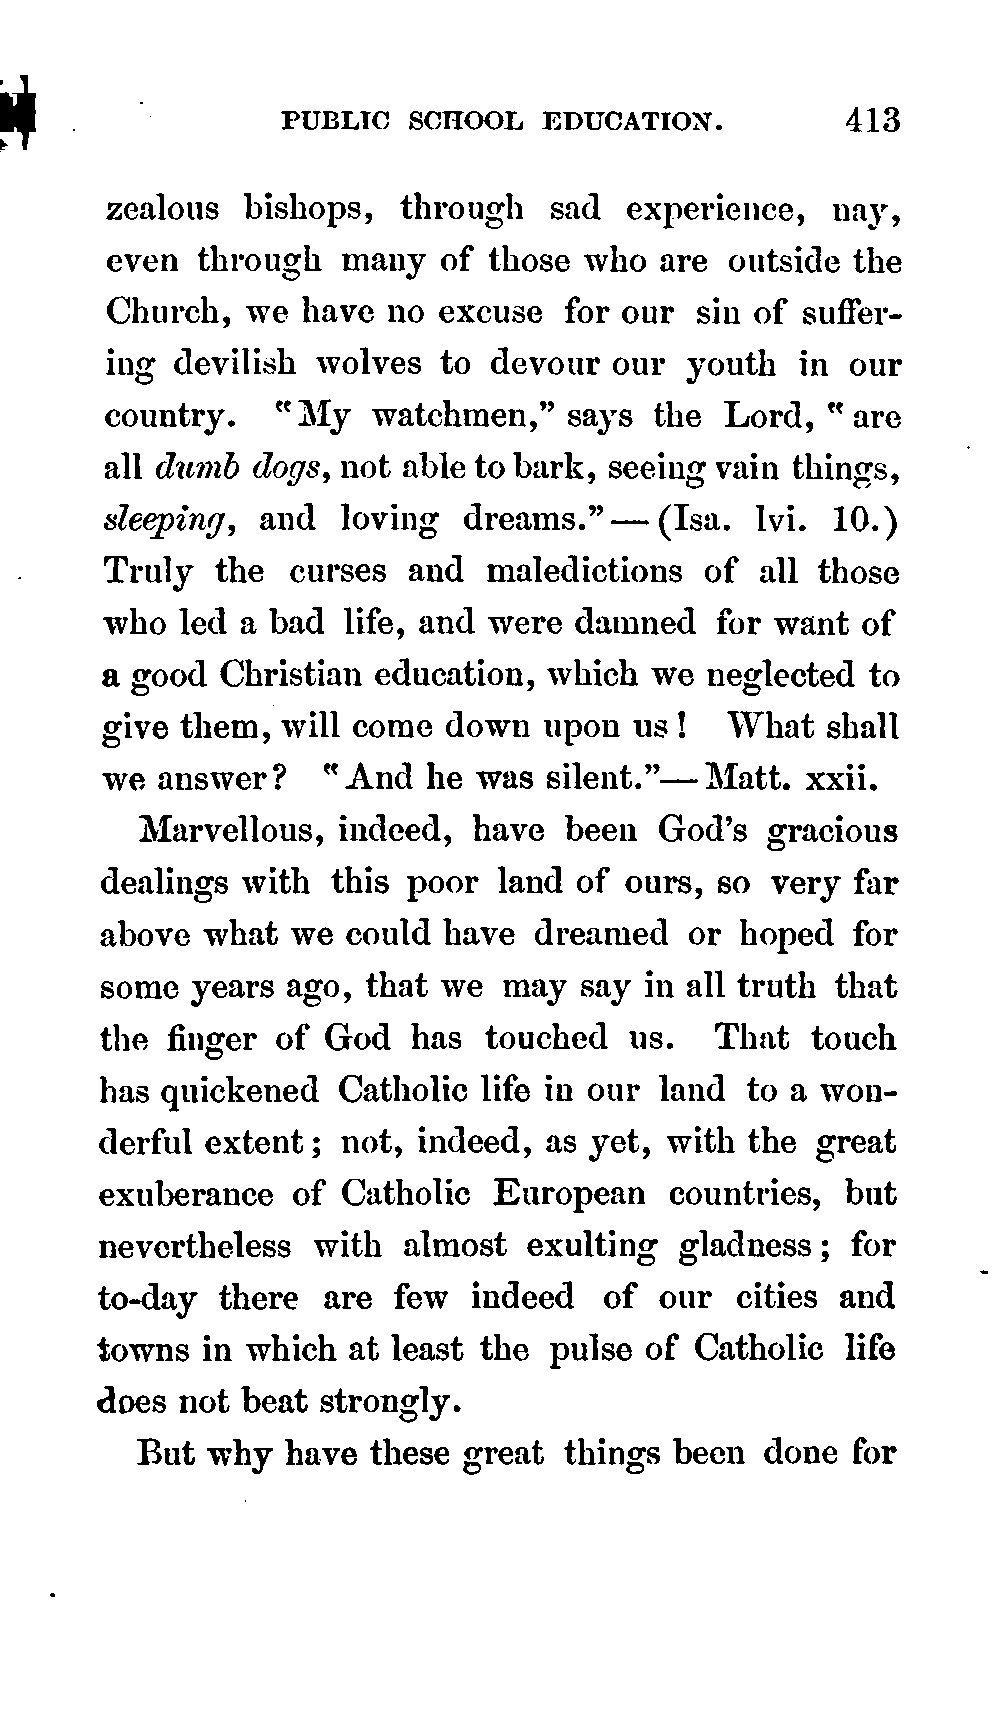 PUBLIC SCHOOL EDUCATION. 413
zealous bishops, through sad experience, nay,
even through many of those who are outside the
Church, we have no excuse for our sin of suffer-
ing devilish wolves to devour our youth in our
country. "My watchmen," says the Lord, "are
all dumb dogs, not able to bark, seeing vain things,
sleeping, and loving dreams."—(Isa. lvi. 10.)
Truly the curses and maledictions of all those
who led a bad life, and were damned for want of
a good Christian education, which we neglected to
give them, will come down upon us! What shall
we answer? "And he was silent."—Matt. xxii.
Marvellous, indeed, have been God's gracious
dealings with this poor land of ours, so very far
above what we could have dreamed or hoped for
some years ago, that we may say in all truth that
the finger of God has touched us. That touch
has quickened Catholic life in our land to a won-
derful extent; not, indeed, as yet, with the great
exuberance of Catholic European countries, but
nevertheless with almost exulting gladness; for
to-day there are few indeed of our cities and
towns in which at least the pulse of Catholic life
does not beat strongly.
But why have these great things been done for